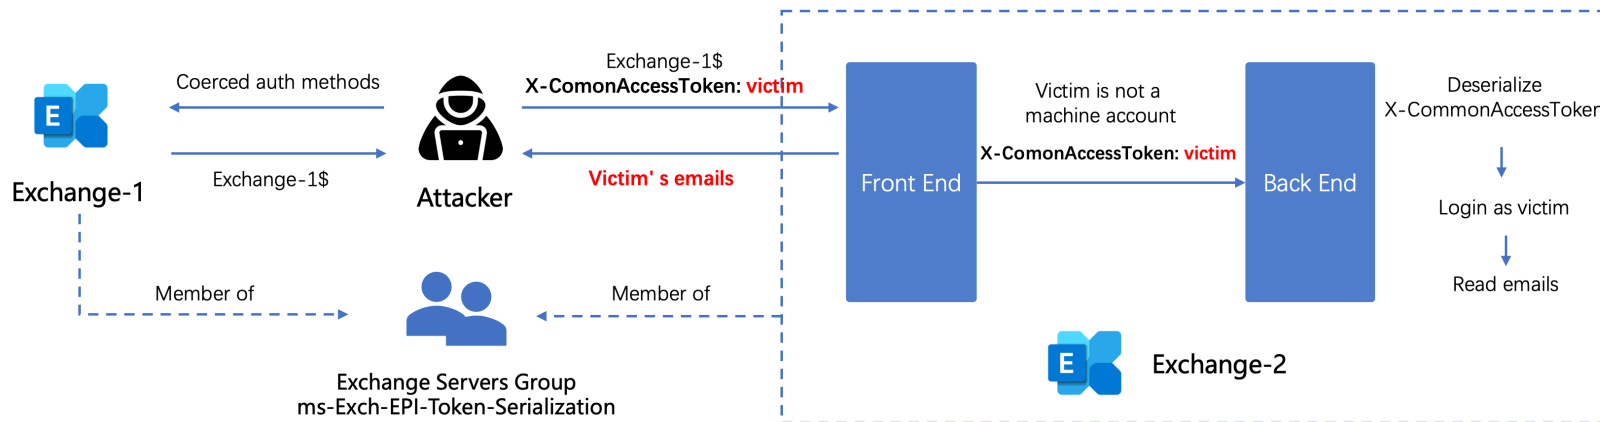 Coerced auth methods
Exchange-1$
E
Exchange-1
Attacker
Exchange-1$
X-ComonAccessToken: victim
Victim' s emails
Member of
Member of
Exchange Servers Group
ms-Exch-EPI-Token-Serialization
Front End
Victim is not a
machine account
X-ComonAccessToken: victim
Back End
Deserialize
X-CommonAccessToken
Login as victim
Read emails
E
Exchange-2